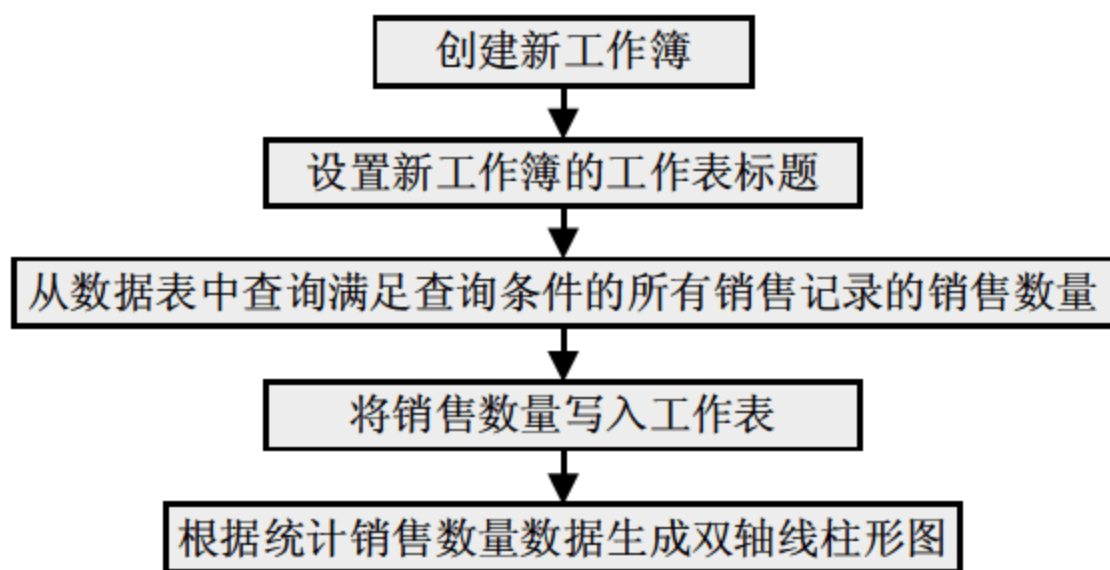 创建新工作簿
设置新工作簿的工作表标题
从数据表中查询满足查询条件的所有销售记录的销售数量
将销售数量写入工作表
根据统计销售数量数据生成双轴线柱形图